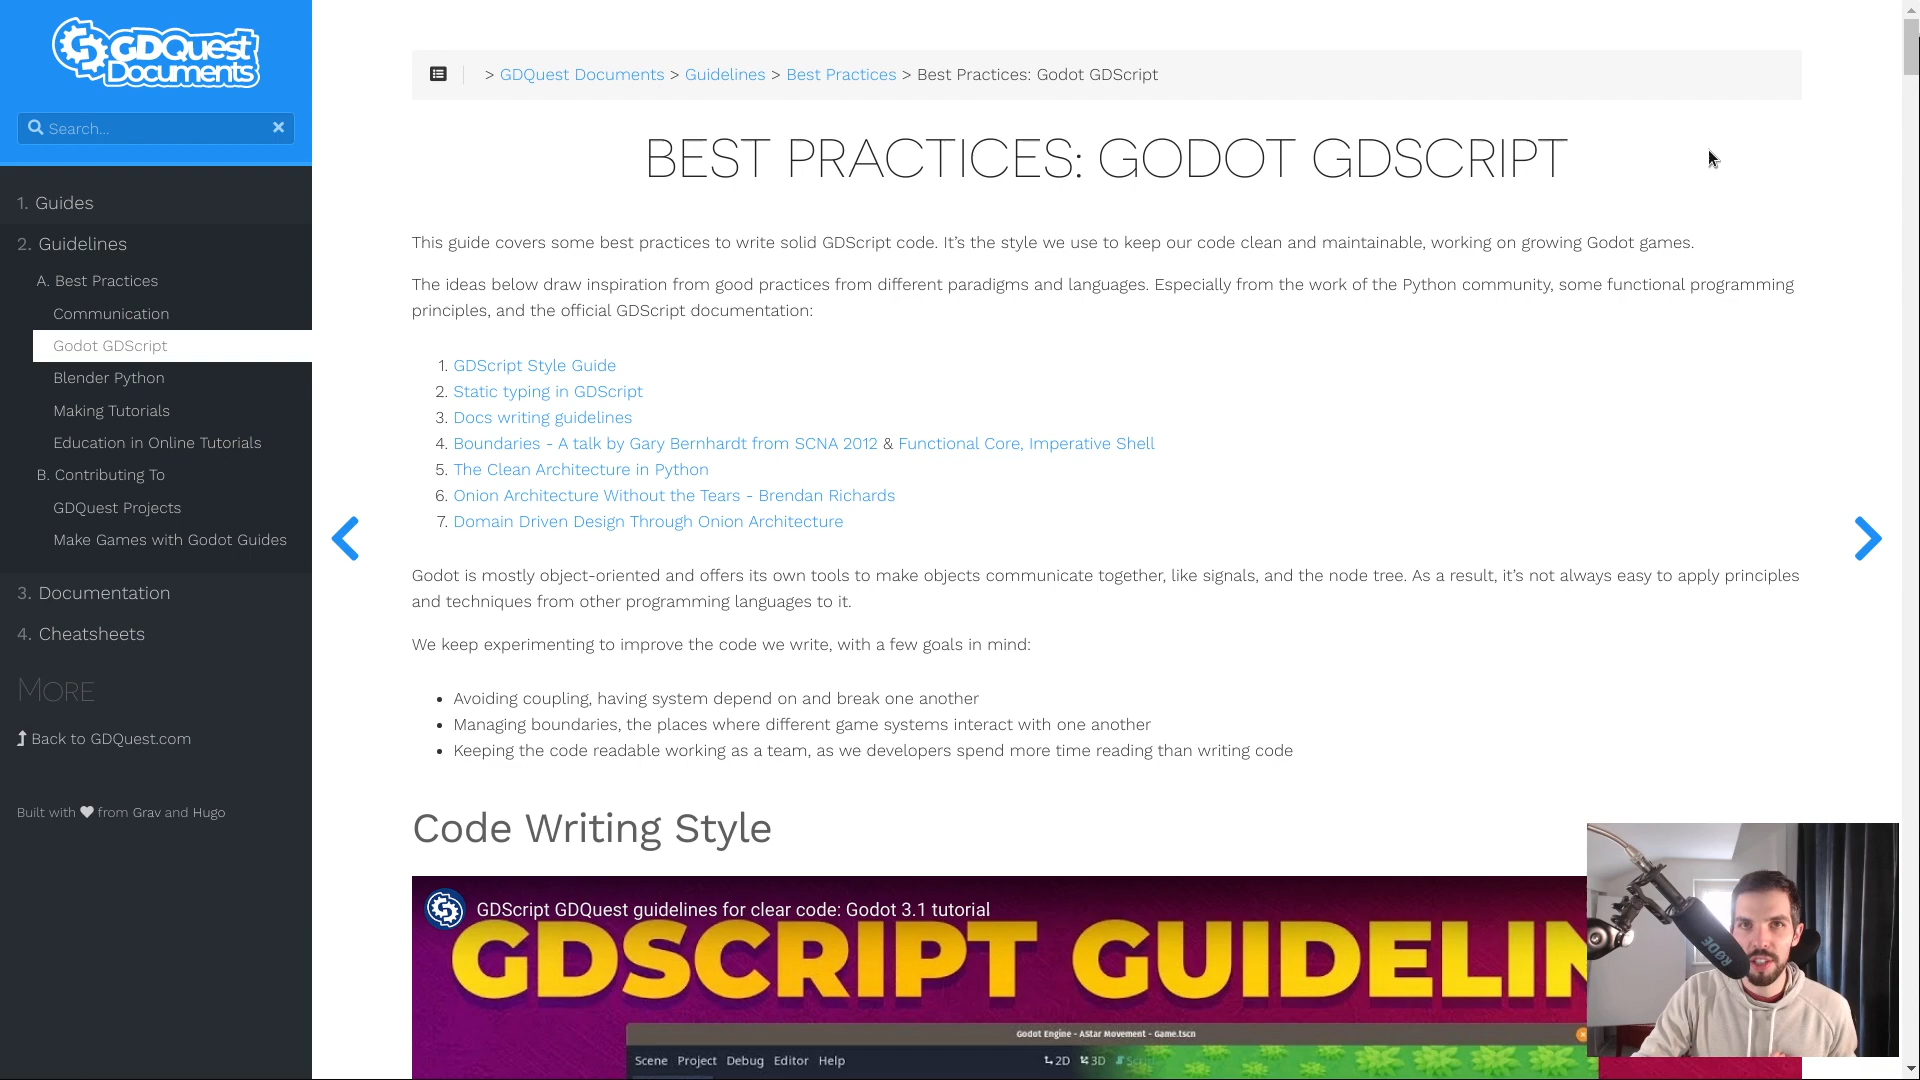 GDQuest
Documents
Search...
1. Guides
2. Guidelines
A. Best Practices
Communication
Godot GDScript
Blender Python
Making Tutorials
Education in Online Tutorials
B. Contributing To
GDQuest Projects
Make Games with Godot Guides
3. Documentation
4. Cheatsheets
MORE
Back to GDQuest.com
Built with from Grav and Hugo
> GDQuest Documents > Guidelines > Best Practices > Best Practices: Godot GDScript
BEST PRACTICES: GODOT GDSCRIPT
This guide covers some best practices to write solid GDScript code. It's the style we use to keep our code clean and maintainable, working on growing Godot games.
The ideas below draw inspiration from good practices from different paradigms and languages. Especially from the work of the Python community, some functional programming
principles, and the official GDScript documentation:
1. GDScript Style Guide
2. Static typing in GDScript
3. Docs writing guidelines
4. Boundaries - A talk by Gary Bernhardt from SCNA 2012 & Functional Core, Imperative Shell
5. The Clean Architecture in Python
6. Onion Architecture Without the Tears - Brendan Richards
7. Domain Driven Design Through Onion Architecture
Godot is mostly object-oriented and offers its own tools to make objects communicate together, like signals, and the node tree. As a result, it's not always easy to apply principles
and techniques from other programming languages to it.
We keep experimenting to improve the code we write, with a few goals in mind:
• Avoiding coupling, having system depend on and break one another
• Managing boundaries, the places where different game systems interact with one another
• Keeping the code readable working as a team, as we developers spend more time reading than writing code
Code Writing Style
GDScript GDQuest guidelines for clear code: Godot 3.1 tutorial
GDSCRIPT GUIDELIN
Godot Engine - AStar Movement - Game.tscn
Scene Project Debug Editor Help 2D 3D
RØDE